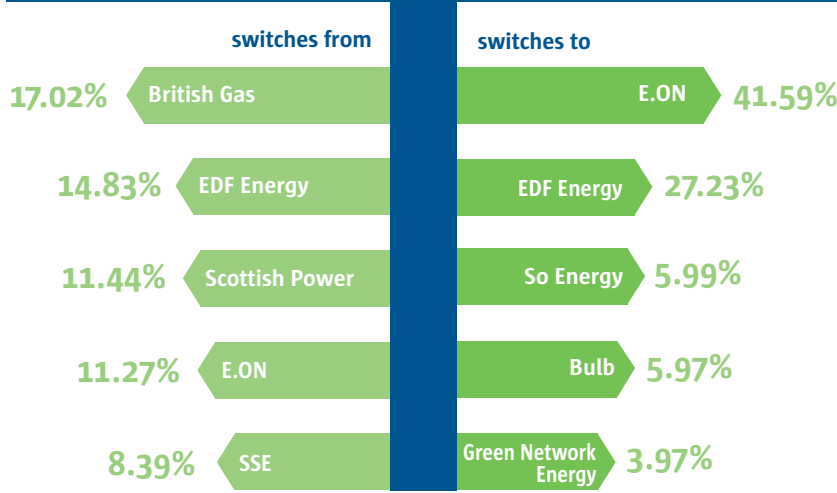 switches from
switches to
17.02% British Gas
E.ON 41.59%
14.83% EDF Energy
EDF Energy 27.23%
11.44% Scottish Power
So Energy 5.99%
11.27% E.ON
Bulb 5.97%
8.39% SSE
Green Network
Energy 3.97%